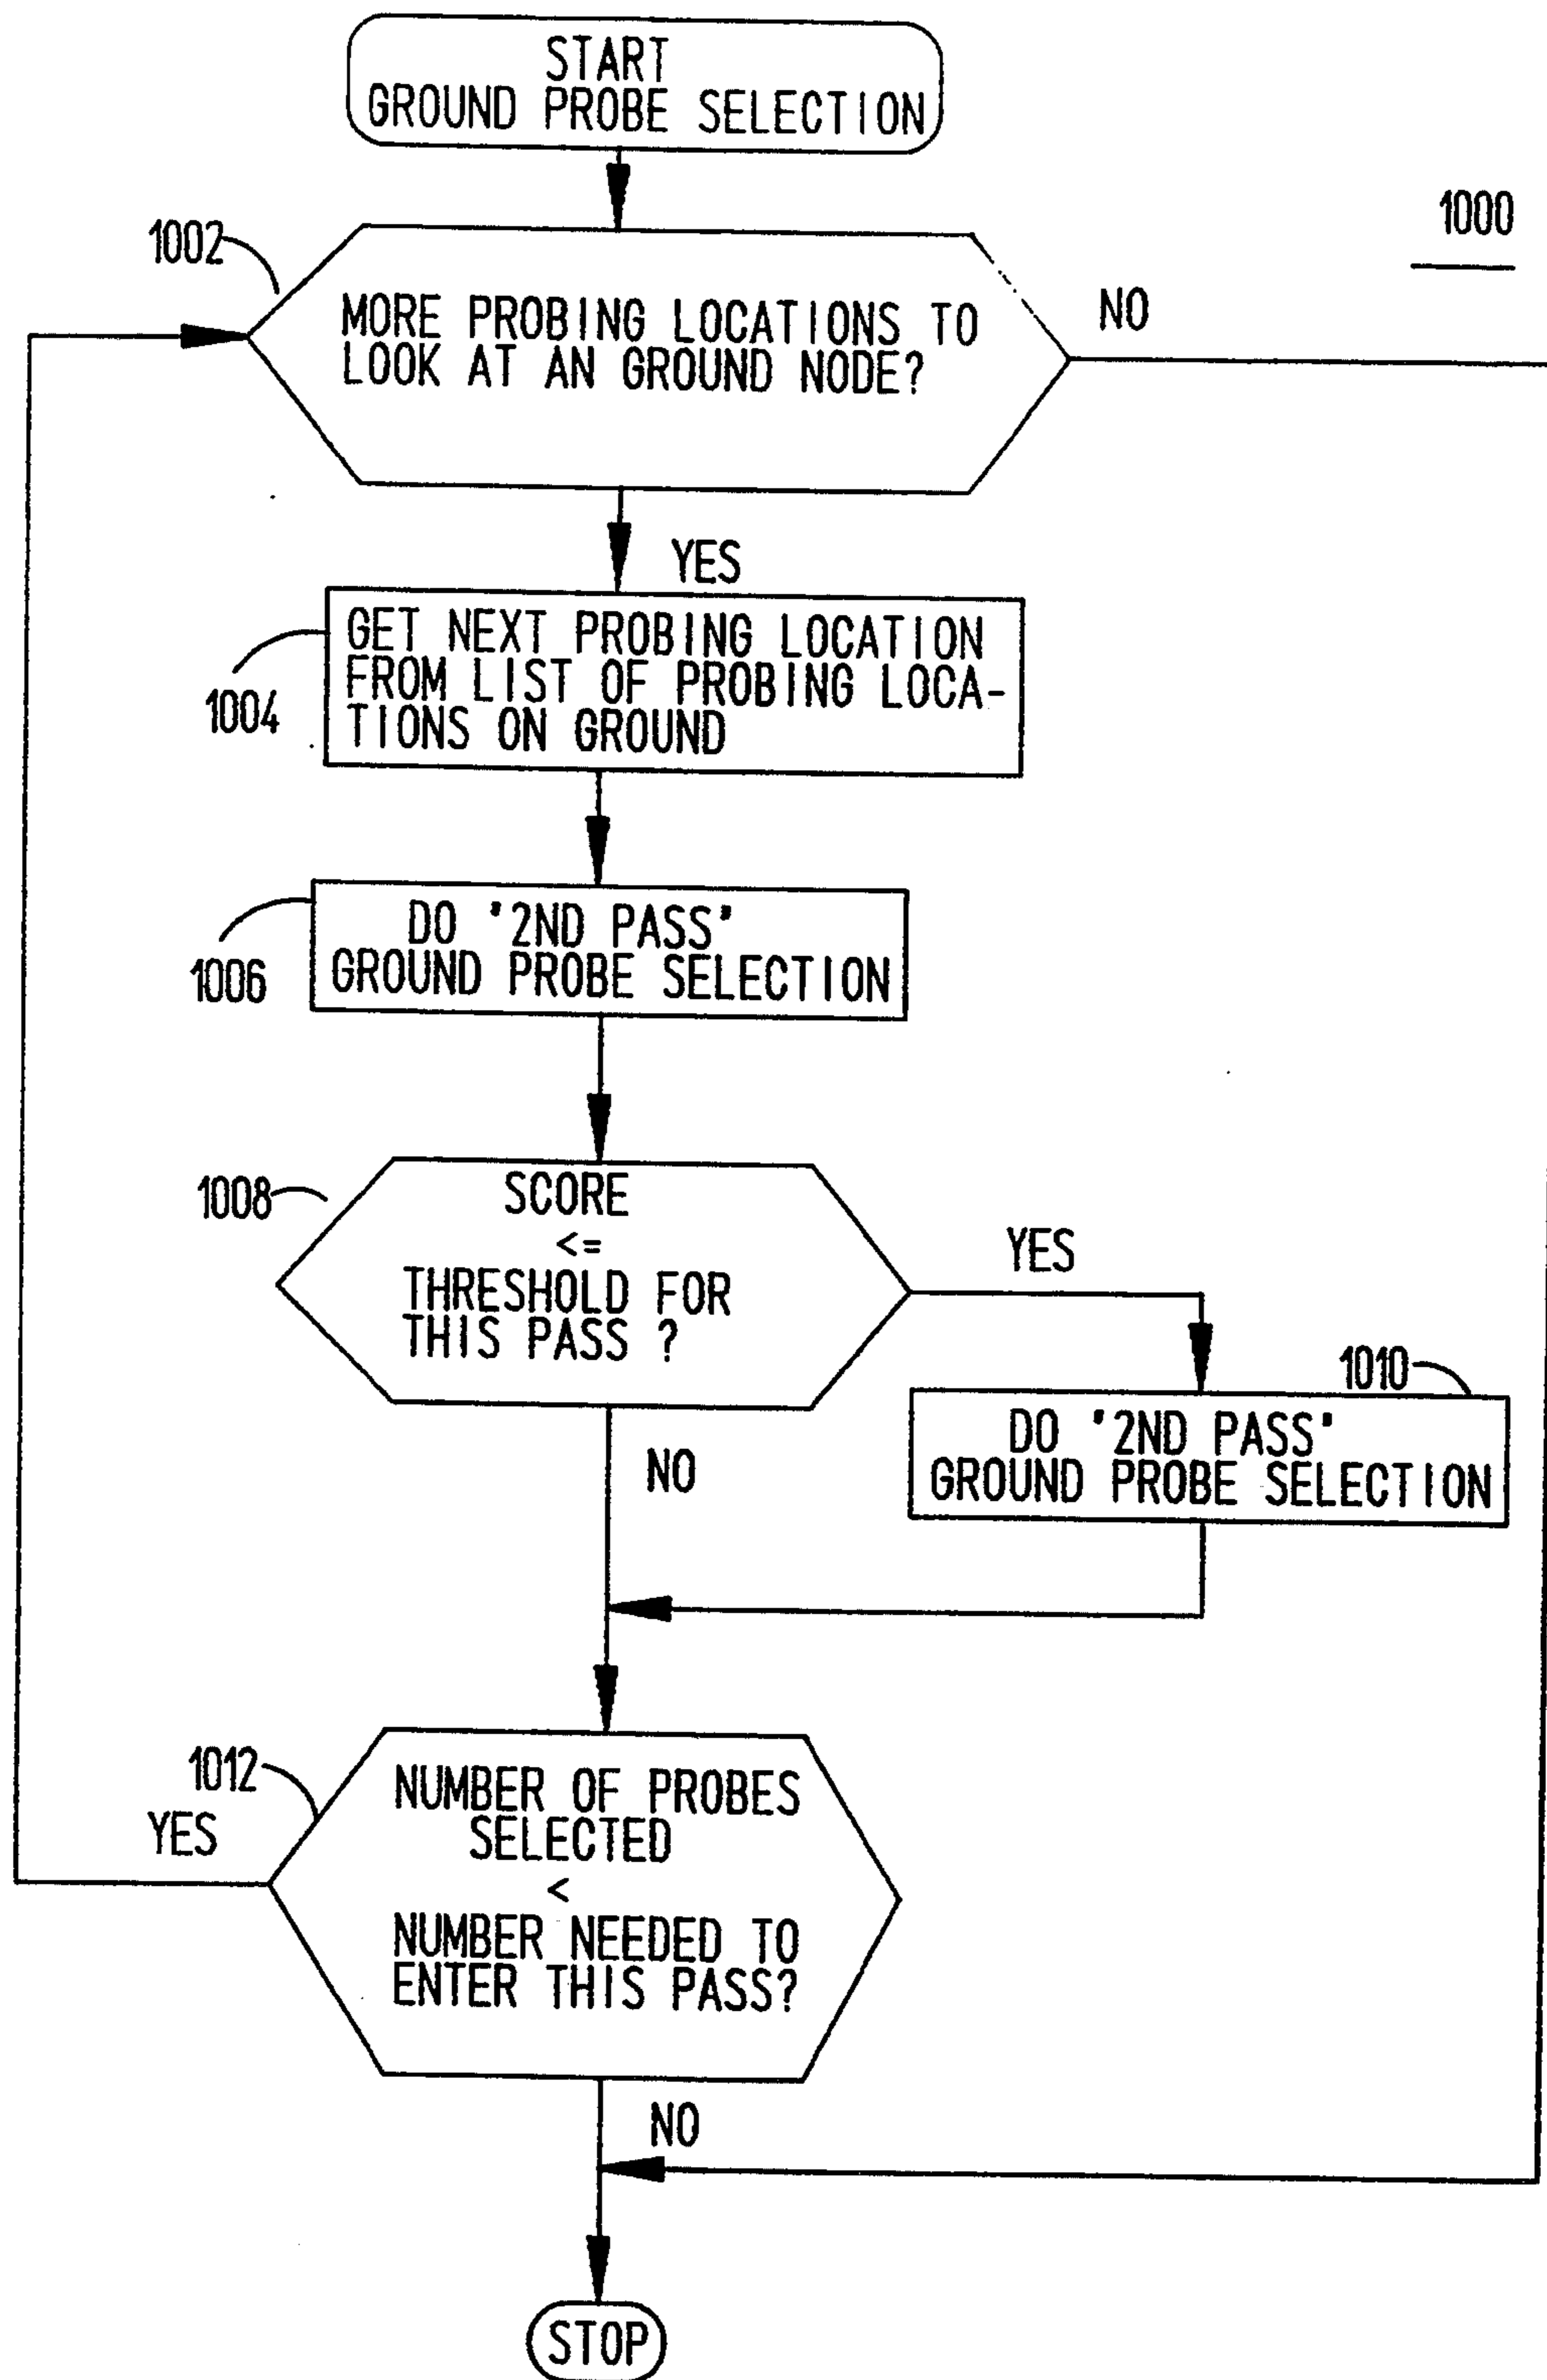 START
GROUND PROBE SELECTION
1000
1002
MORE PROBING LOCATIONS TO
LOOK AT AN GROUND NODE?
NO
YES
GET NEXT PROBING LOCATION
FROM LIST OF PROBING LOCA-
TIONS ON GROUND
1004
DO "2ND PASS"
GROUND PROBE SELECTION
1006
1008
SCORE
<=
THRESHOLD FOR
THIS PASS ?
YES
NO
1010
DO "2ND PASS"
GROUND PROBE SELECTION
1012
YES
NUMBER OF PROBES
SELECTED
<
NUMBER NEEDED TO
ENTER THIS PASS?
NO
STOP